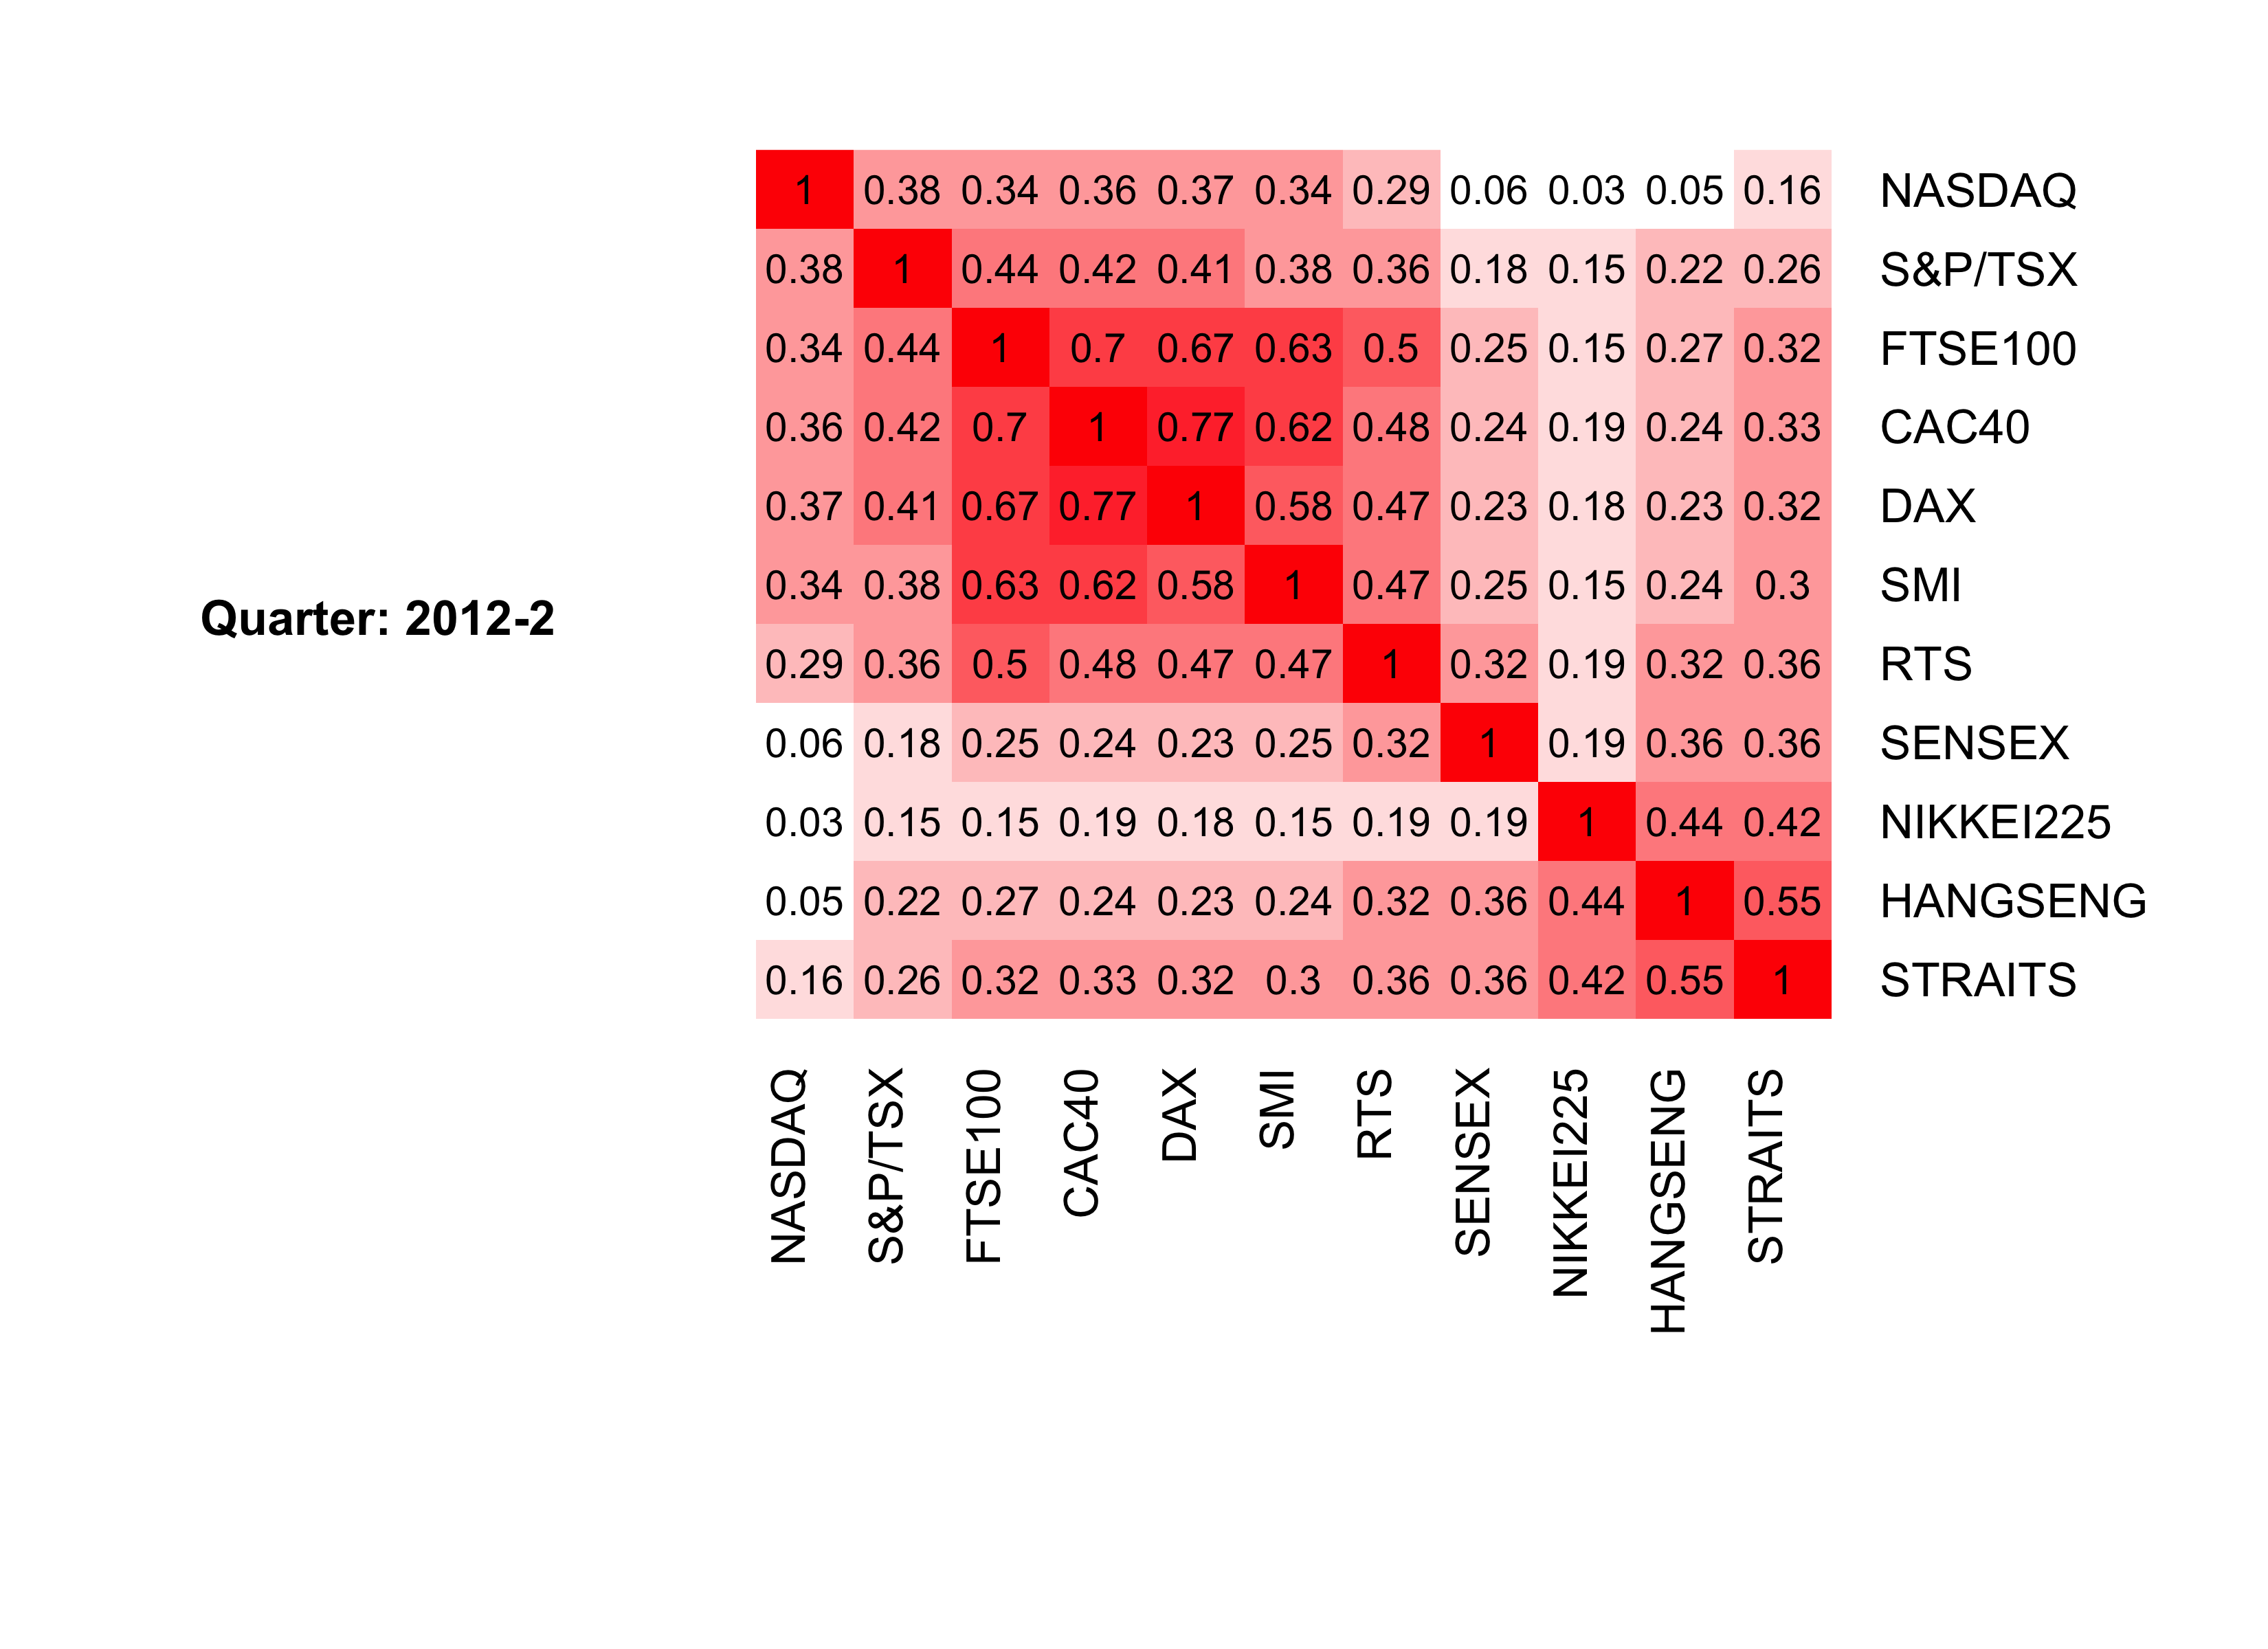 1 0.38 0.34 0.36 0.37 0.34 0.29 0.06 0.03 0.05 0.16 NASDAQ
0.38 1 0.44 0.42 0.41 0.38 0.36 0.18 0.15 0.22 0.26 S&P/TSX
0.34 0.44 1 0.7 0.67 0.63 0.5 0.25 0.15 0.27 0.32 FTSE100
0.36 0.42 0.7 1 0.77 0.62 0.48 0.24 0.19 0.24 0.33 CAC40
0.37 0.41 0.67 0.77 1 0.58 0.47 0.23 0.18 0.23 0.32 DAX
0.34 0.38 0.63 0.62 0.58 1 0.47 0.25 0.15 0.24 0.3 SMI
Quarter: 2012-2
0.29 0.36 0.5 0.48 0.47 0.47 1 0.32 0.19 0.32 0.36 RTS
0.06 0.18 0.25 0.24 0.23 0.25 0.32 1 0.19 0.36 0.36 SENSEX
0.03 0.15 0.15 0.19 0.18 0.15 0.19 0.19 1 0.44 0.42 NIKKEI225
0.05 0.22 0.27 0.24 0.23 0.24 0.32 0.36 0.44 1 0.55 HANGSENG
0.16 0.26 0.32 0.33 0.32 0.3 0.36 0.36 0.42 0.55 1 STRAITS
NASDAQ
S&P/TSX
FTSE100
CAC40
DAX
SMI
RTS
SENSEX
NIKKEI225
HANGSENG
STRAITS